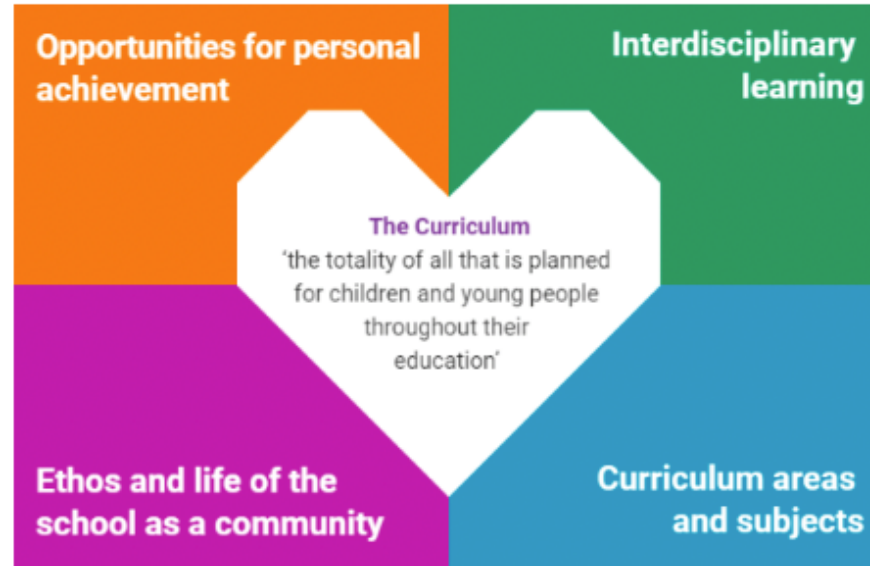 Opportunities for personal
achievement
Interdisciplinary
learning
The Curriculum
‘the totality of all that is planned
for children and young people
throughout their
education’
Ethos and life of the
school as a community
Curriculum areas
and subjects